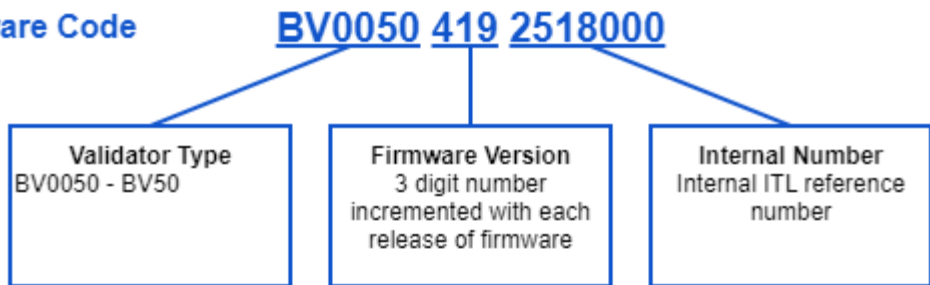 are Code
BV0050 419 2518000
Validator Type
BV0050 - BV50
Firmware Version
3 digit number
incremented with each
release of firmware
Internal Number
Internal ITL reference
number